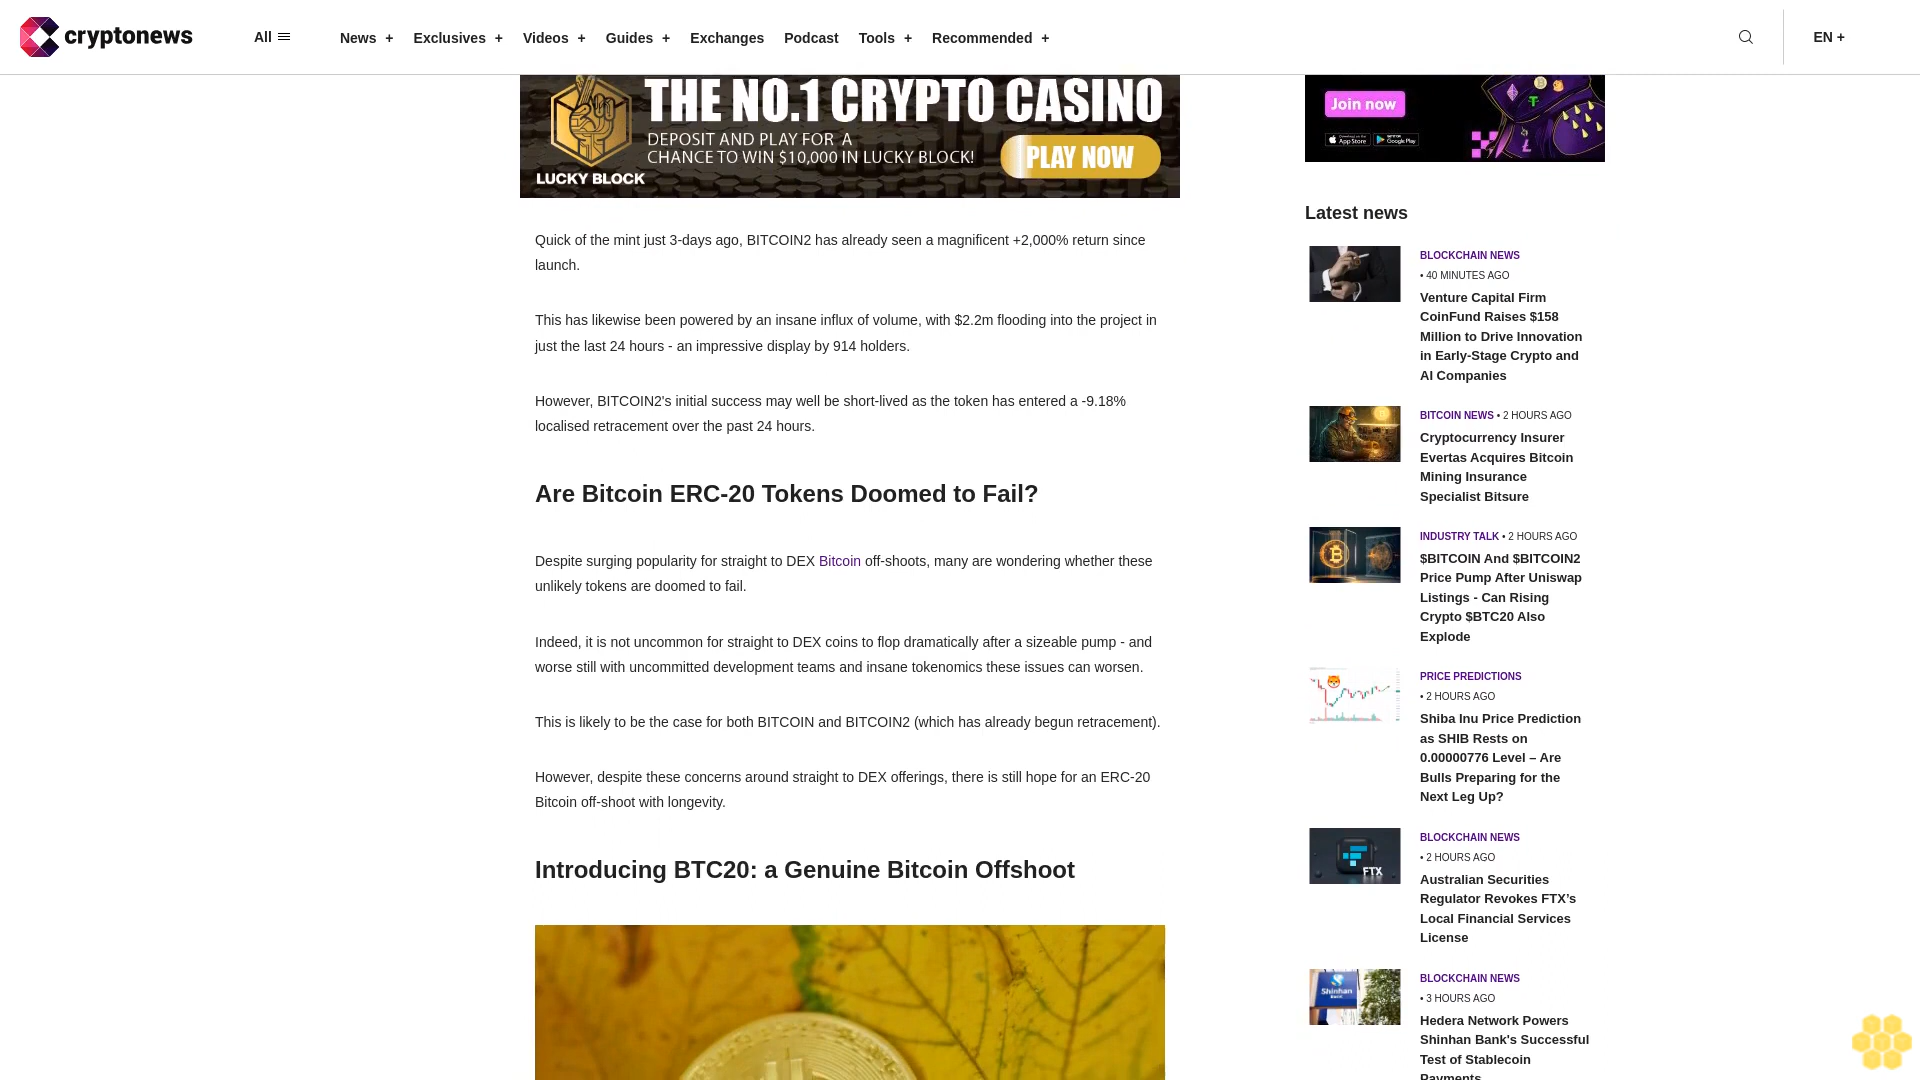 cryptonews
All
News +
Exclusives +
Videos +
Guides +
Exchanges
Podcast
Tools +
Recommended +
EN +
THE NO.1 CRYPTO CASINO
DEPOSIT AND PLAY FOR A
CHANCE TO WIN $10,000 IN LUCKY BLOCK!
PLAY NOW
LUCKY BLOCK
Quick of the mint just 3-days ago, BITCOIN2 has already seen a magnificent +2,000% return since
launch.
This has likewise been powered by an insane influx of volume, with $2.2m flooding into the project in
just the last 24 hours - an impressive display by 914 holders.
However, BITCOIN2's initial success may well be short-lived as the token has entered a -9.18%
localised retracement over the past 24 hours.
Are Bitcoin ERC-20 Tokens Doomed to Fail?
Despite surging popularity for straight to DEX Bitcoin off-shoots, many are wondering whether these
unlikely tokens are doomed to fail.
Indeed, it is not uncommon for straight to DEX coins to flop dramatically after a sizeable pump - and
worse still with uncommitted development teams and insane tokenomics these issues can worsen.
This is likely to be the case for both BITCOIN and BITCOIN2 (which has already begun retracement).
However, despite these concerns around straight to DEX offerings, there is still hope for an ERC-20
Bitcoin off-shoot with longevity.
Introducing BTC20: a Genuine Bitcoin Offshoot
Join now
App Store
Google Play
Latest news
BLOCKCHAIN NEWS
• 40 MINUTES AGO
Venture Capital Firm
CoinFund Raises $158
Million to Drive Innovation
in Early-Stage Crypto and
AI Companies
BITCOIN NEWS • 2 HOURS AGO
Cryptocurrency Insurer
Evertas Acquires Bitcoin
Mining Insurance
Specialist Bitsure
INDUSTRY TALK • 2 HOURS AGO
$BITCOIN And $BITCOIN2
Price Pump After Uniswap
Listings - Can Rising
Crypto $BTC20 Also
Explode
PRICE PREDICTIONS
• 2 HOURS AGO
Shiba Inu Price Prediction
as SHIB Rests on
0.00000776 Level – Are
Bulls Preparing for the
Next Leg Up?
FTX
BLOCKCHAIN NEWS
• 2 HOURS AGO
Australian Securities
Regulator Revokes FTX’s
Local Financial Services
License
Shinhan
Bank
BLOCKCHAIN NEWS
• 3 HOURS AGO
Hedera Network Powers
Shinhan Bank's Successful
Test of Stablecoin
Payments